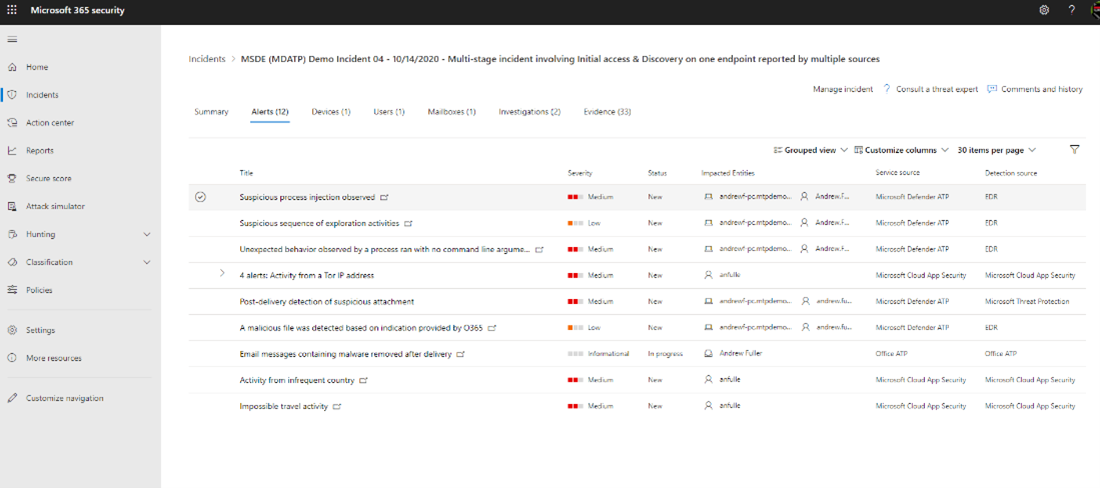 Microsoft 365 security
?
Home
Incidents
Action center
Reports
Secure score
Attack simulator
Hunting
Classification
Policies
Settings
More resources
Customize navigation
Incidents > MSDE (MDATP) Demo Incident 04 - 10/14/2020 - Multi-stage incident involving Initial access & Discovery on one endpoint reported by multiple sources
Manage incident ? Consult a threat expert Comments and history
Summary Alerts (12) Devices (1) Users (1) Mailboxes (1) Investigations (2) Evidence (33)
Grouped view Customize columns 30 items per page
Title Severity Status Impacted Entities Service source Detection source
Suspicious process injection observed Medium New andrewf-pc.mtpdemo... Andrew.F... Microsoft Defender ATP EDR
Suspicious sequence of exploration activities Low New andrewf-pc.mtpdemo... Andrew.F... Microsoft Defender ATP EDR
Unexpected behavior observed by a process ran with no command line argume... Medium New andrewf-pc.mtpdemo... Andrew.F... Microsoft Defender ATP EDR
4 alerts: Activity from a Tor IP address Medium New anfulle Microsoft Cloud App Security Microsoft Cloud App Security
Post-delivery detection of suspicious attachment Medium New andrewf-pc.mtpdemo... andrew.fu... Microsoft Defender ATP Microsoft Threat Protection
A malicious file was detected based on indication provided by O365 Low New andrewf-pc.mtpdemo... andrew.fu... Microsoft Defender ATP EDR
Email messages containing malware removed after delivery Informational In progress Andrew Fuller Office ATP Office ATP
Activity from infrequent country Medium New anfulle Microsoft Cloud App Security Microsoft Cloud App Security
Impossible travel activity Medium New anfulle Microsoft Cloud App Security Microsoft Cloud App Security